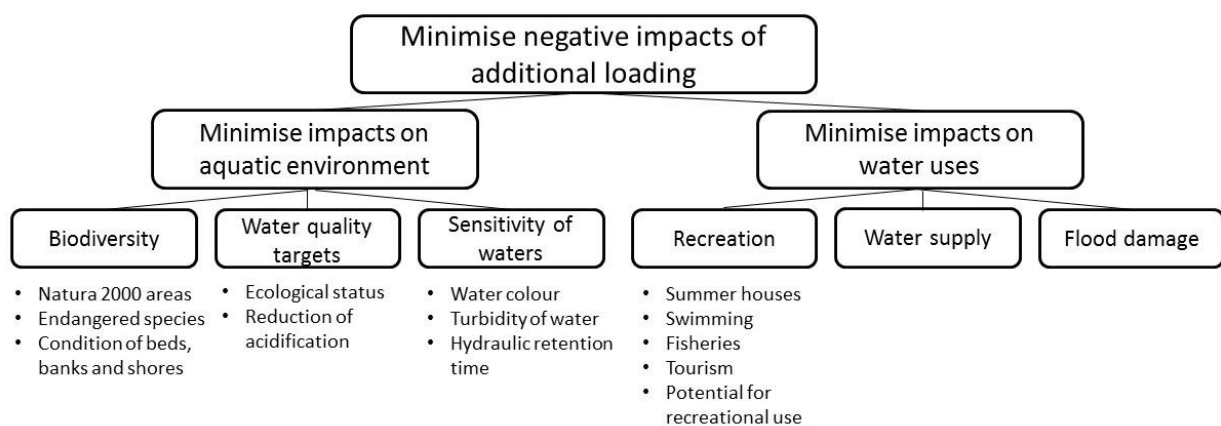 Minimise negative impacts of
additional loading
Minimise impacts on
aquatic environment
Minimise impacts on
water uses
Biodiversity
Water quality
targets
Sensitivity of
waters
Recreation
Water supply
Flood damage
• Natura 2000 areas
• Endangered species
• Condition of beds,
banks and shores
• Ecological status
• Reduction of
acidification
• Water colour
• Turbidity of water
• Hydraulic retention
time
• Summer houses
• Swimming
• Fisheries
• Tourism
• Potential for
recreational use